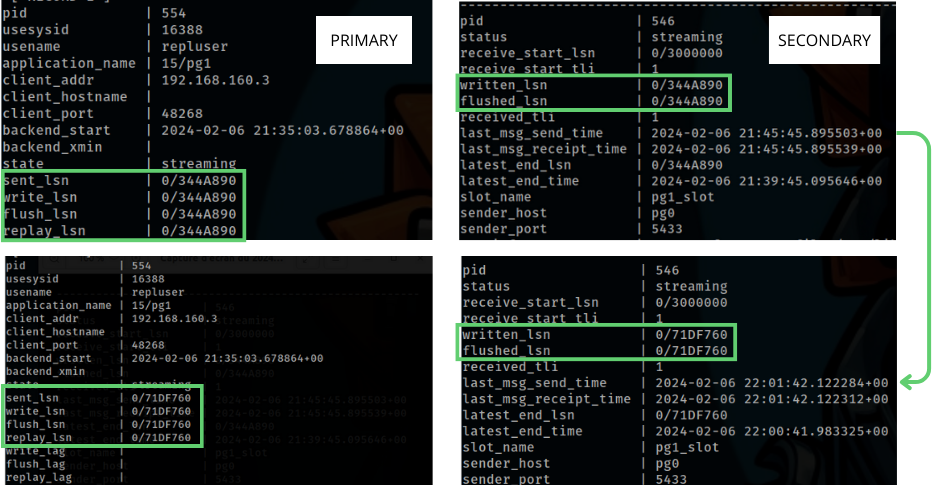 pid | 554
usesysid | 16388
usename | repluser
application_name | 15/pg1
client_addr | 192.168.160.3
client_hostname |
client_port | 48268
backend_start | 2024-02-06 21:35:03.678864+00
backend_xmin |
state | streaming
sent_lsn | 0/344A890
write_lsn | 0/344A890
flush_lsn | 0/344A890
replay_lsn | 0/344A890
PRIMARY
pid | 546
status | streaming
receive_start_lsn | 0/3000000
receive_start_tli | 1
written_lsn | 0/344A890
flushed_lsn | 0/344A890
received_tli | 1
last_msg_send_time | 2024-02-06 21:45:45.895503+00
last_msg_receipt_time | 2024-02-06 21:45:45.895539+00
latest_end_lsn | 0/344A890
latest_end_time | 2024-02-06 21:39:45.095646+00
slot_name | pg1_slot
sender_host | pg0
sender_port | 5433
SECONDARY
pid | 554
usesysid | 16388
usename | repluser
application_name | 15/pg1
client_addr | 192.168.160.3
client_hostname |
client_port | 48268
backend_start | 2024-02-06 21:35:03.678864+00
backend_xmin |
state | streaming
sent_lsn | 0/71DF760
write_lsn | 0/71DF760
flush_lsn | 0/71DF760
replay_lsn | 0/71DF760
write_lag |
flush_lag |
replay_lag |
pid | 546
status | streaming
receive_start_lsn | 0/3000000
receive_start_tli | 1
written_lsn | 0/71DF760
flushed_lsn | 0/71DF760
received_tli | 1
last_msg_send_time | 2024-02-06 22:01:42.122284+00
last_msg_receipt_time | 2024-02-06 22:01:42.122312+00
latest_end_lsn | 0/71DF760
latest_end_time | 2024-02-06 22:00:41.983325+00
slot_name | pg1_slot
sender_host | pg0
sender_port | 5433